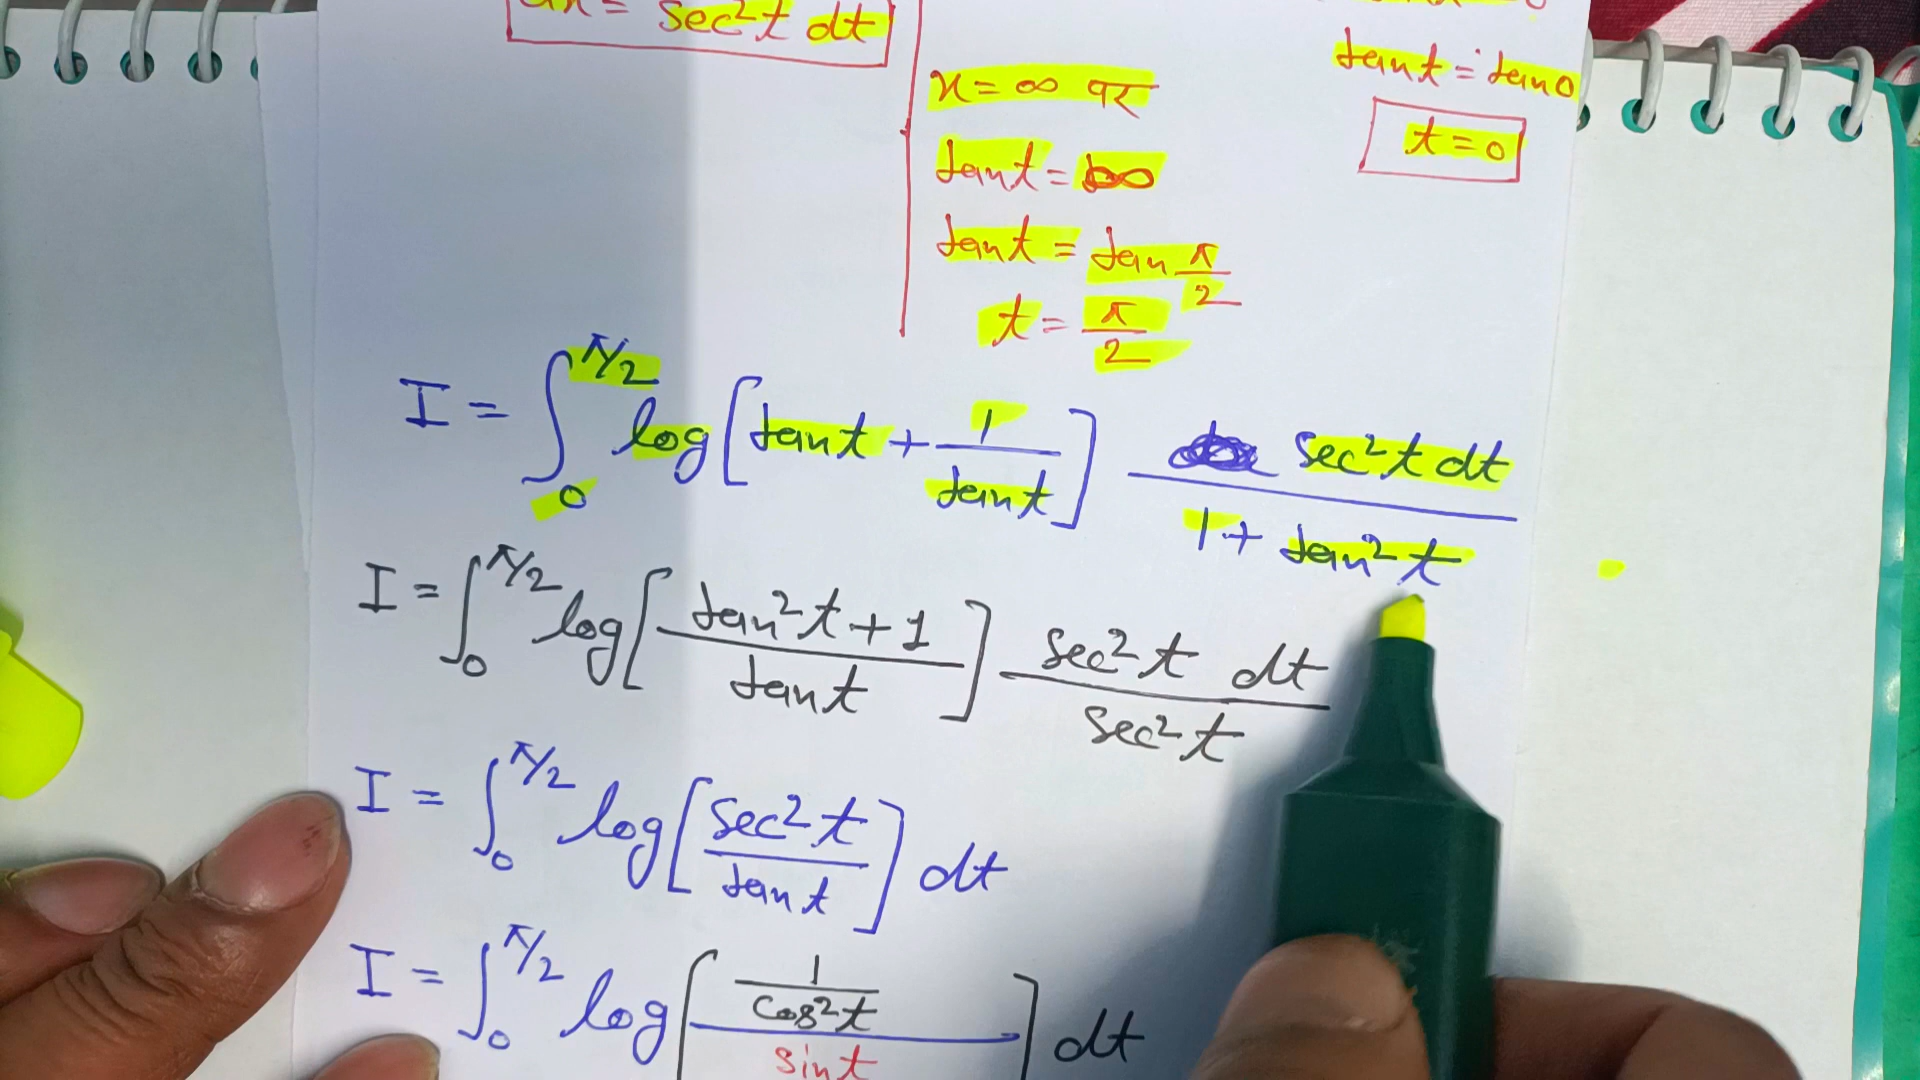 dx = sec²t dt
tant = tan0
x = ∞ पर
t = 0
tant = ∞
tant = tan π/2
t = π/2
I = ∫₀^π/2 log[tant + 1/tant] sec²t dt / 1 + tan²t
I = ∫₀^π/2 log[tan²t + 1 / tant] sec²t dt / sec²t
I = ∫₀^π/2 log[sec²t / tant] dt
I = ∫₀^π/2 log[1/cos²t / sint] dt